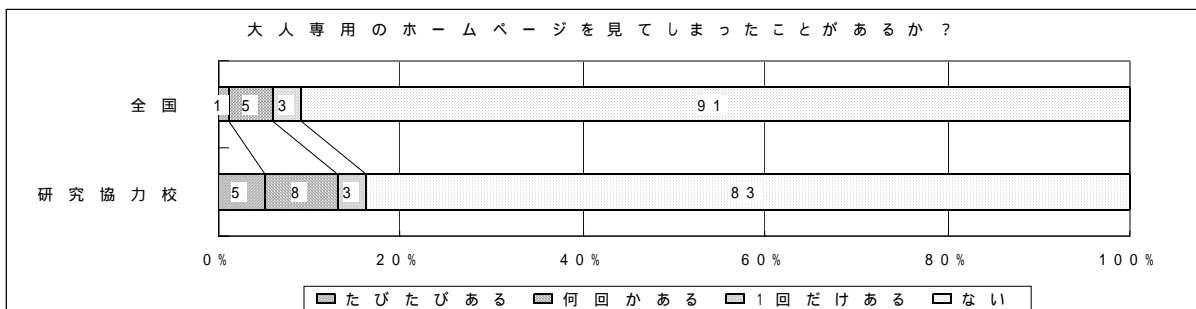 大人専用のホームページを見てしまったことがあるか？
全国 1 5 3 91
研究協力校 5 8 3 83
0% 20% 40% 60% 80% 100%
たびたびある 何回かある 1回だけある ない